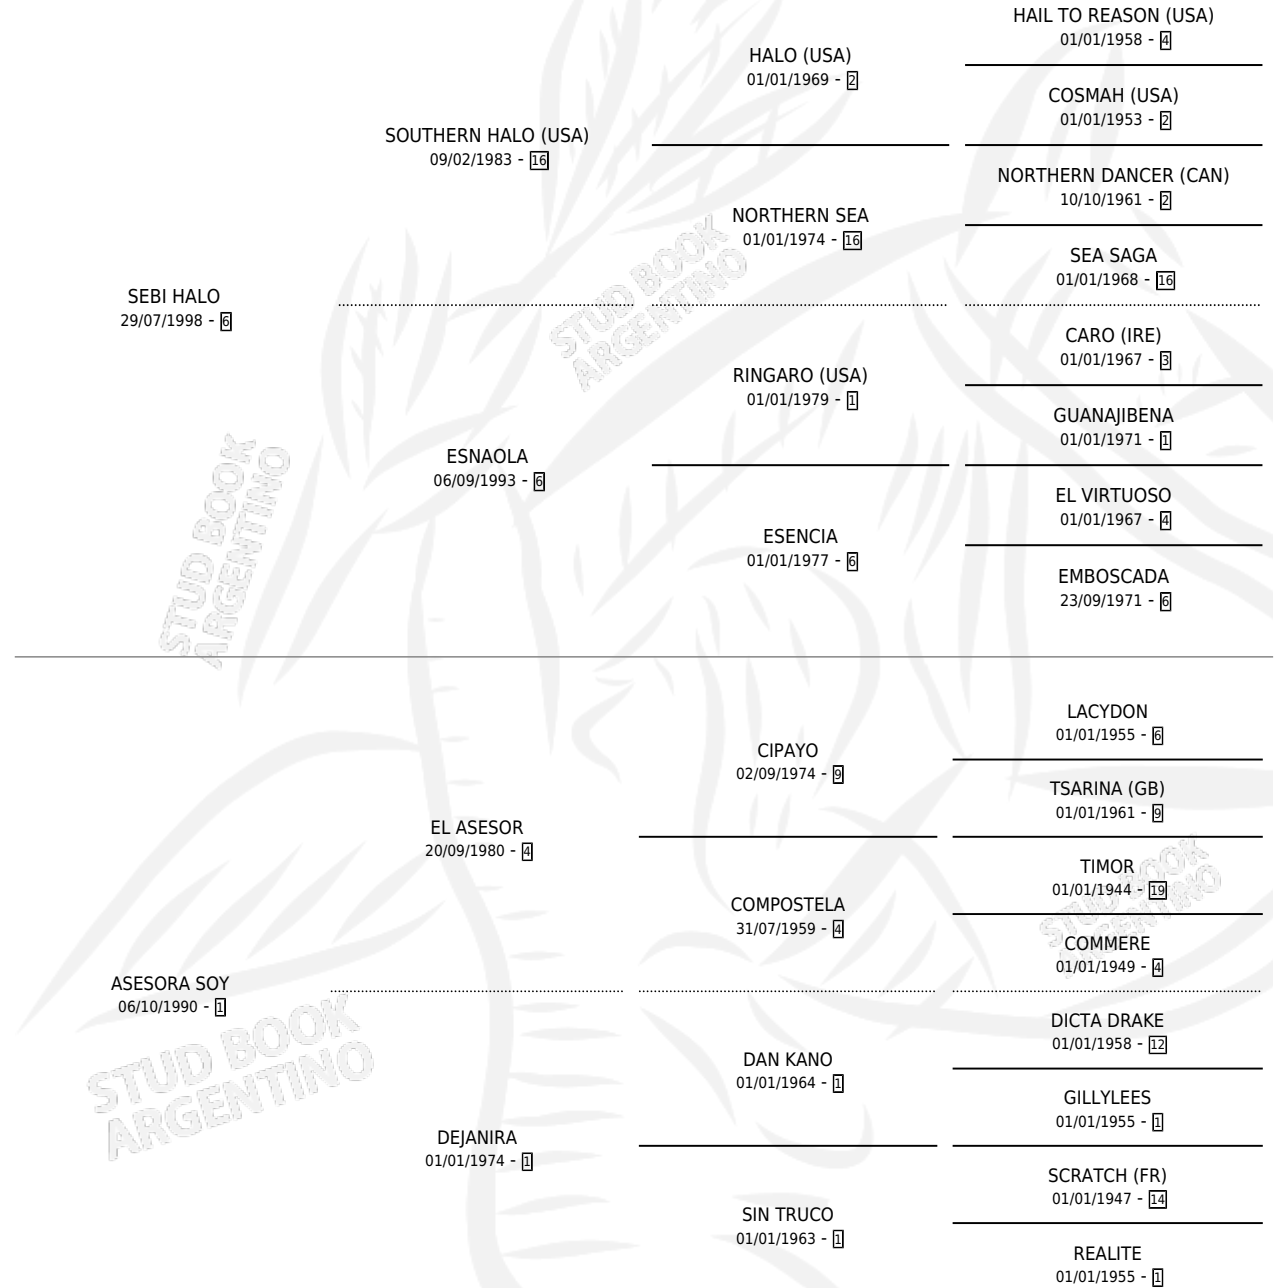 HAIL TO REASON (USA)
01/01/1958 - 4
HALO (USA)
01/01/1969 - 2
COSMAH (USA)
01/01/1953 - 2
SOUTHERN HALO (USA)
09/02/1983 - 16
NORTHERN DANCER (CAN)
10/10/1961 - 2
NORTHERN SEA
01/01/1974 - 16
SEA SAGA
01/01/1968 - 16
SEBI HALO
29/07/1998 - 6
CARO (IRE)
01/01/1967 - 3
RINGARO (USA)
01/01/1979 - 1
GUANAJIBENA
01/01/1971 - 1
ESNAOLA
06/09/1993 - 6
EL VIRTUOSO
01/01/1967 - 4
ESENCIA
01/01/1977 - 6
EMBOSCADA
23/09/1971 - 6
LACYDON
01/01/1955 - 6
CIPAYO
02/09/1974 - 9
TSARINA (GB)
01/01/1961 - 9
EL ASESOR
20/09/1980 - 4
TIMOR
01/01/1944 - 19
COMPOSTELA
31/07/1959 - 4
COMMERE
01/01/1949 - 4
ASESORA SOY
06/10/1990 - 1
DICTA DRAKE
01/01/1958 - 12
DAN KANO
01/01/1964 - 1
GILLYLEES
01/01/1955 - 1
DEJANIRA
01/01/1974 - 1
SCRATCH (FR)
01/01/1947 - 14
SIN TRUCO
01/01/1963 - 1
REALITE
01/01/1955 - 1
STUD BOOK
ARGENTINO
STUD BOOK
ARGENTINO
STUD BOOK
ARGENTINO
STUD BOOK
ARGENTINO